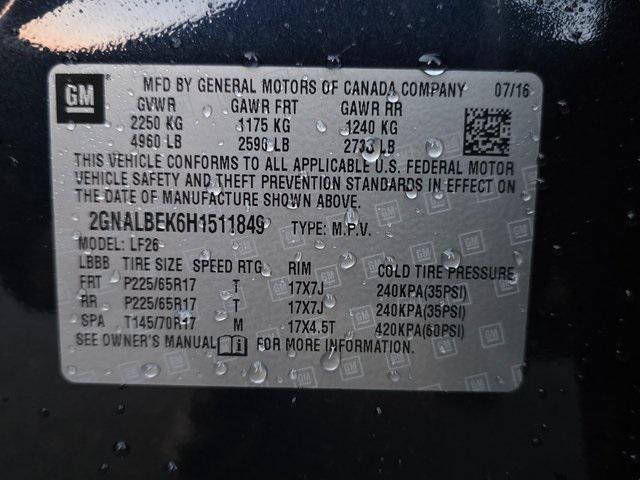 GM MFD BY GENERAL MOTORS OF CANADA COMPANY 07/16
GVWR GAWR FRT GAWR RR
2250 KG 1175 KG 1240 KG
4960 LB 2590 LB 2733 LB
THIS VEHICLE CONFORMS TO ALL APPLICABLE U.S. FEDERAL MOTOR
VEHICLE SAFETY AND THEFT PREVENTION STANDARDS IN EFFECT ON
THE DATE OF MANUFACTURE SHOWN ABOVE.
2GNALBEK6H1511849 TYPE: M.P.V.
MODEL: LF26
LBBB TIRE SIZE SPEED RTG RIM COLD TIRE PRESSURE
FRT P225/65R17 T 17X7J 240KPA(35PSI)
RR P225/65R17 T 17X7J 240KPA(35PSI)
SPA T145/70R17 M 17X4.5T 420KPA(60PSI)
SEE OWNER'S MANUAL FOR MORE INFORMATION.